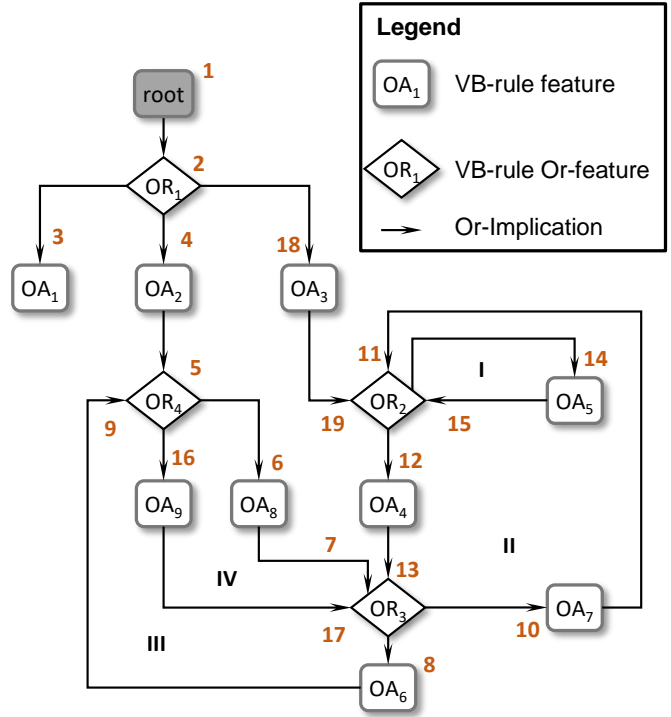 Legend
OA1 VB-rule feature
OR1 VB-rule Or-feature
Or-Implication
1
root
2
OR1
3
4
18
OA1
OA2
OA3
11
14
I
5
OR4
OR2
OA5
9
19
15
16
6
12
OA9
OA8
OA4
7
II
IV
13
OR3
OA7
17
10
III
8
OA6